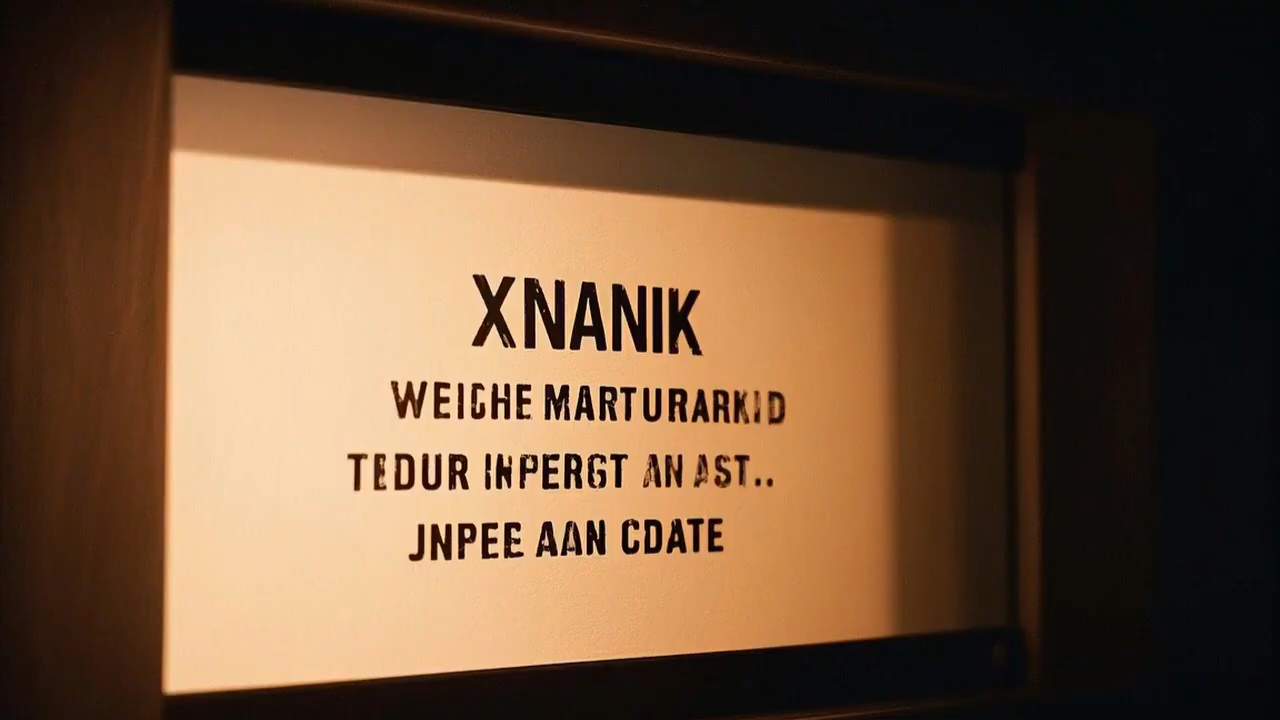 XNANIK
WEIGHE MARTURARKID
TEDUR INPERGT AN AST..
JNPEE AAN CDATE